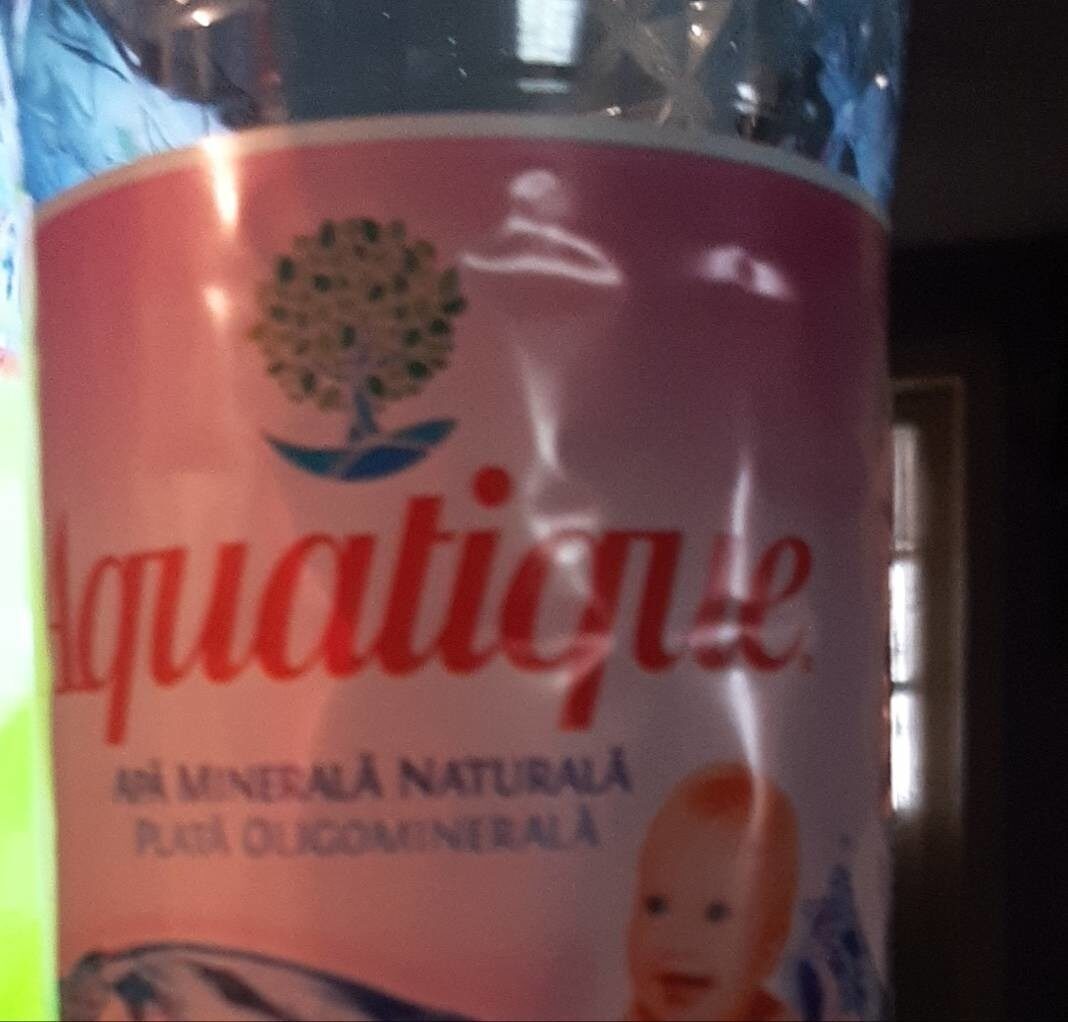 Aquatique
APĂ MINERALĂ NATURALĂ
PLATĂ OLIGOMINERALĂ